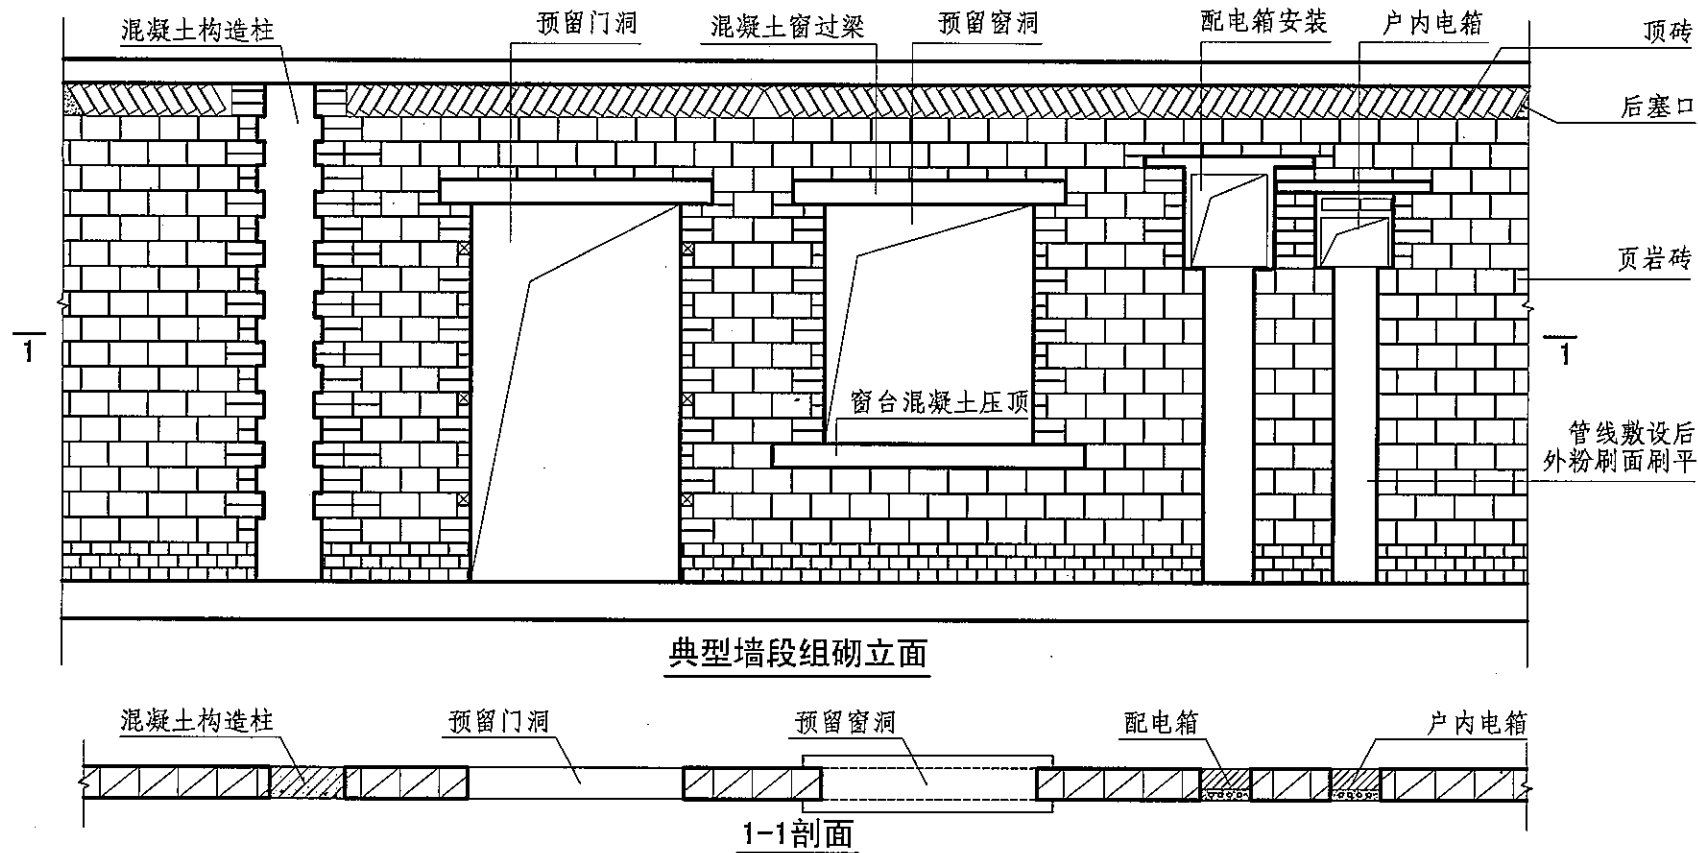 混凝土构造柱
预留门洞
混凝土窗过梁
预留窗洞
配电箱安装
户内电箱
顶砖
后塞口
页岩砖
1
1
窗台混凝土压顶
管线敷设后
外粉刷面刷平
典型墙段组砌立面
混凝土构造柱
预留门洞
预留窗洞
配电箱
户内电箱
1-1剖面